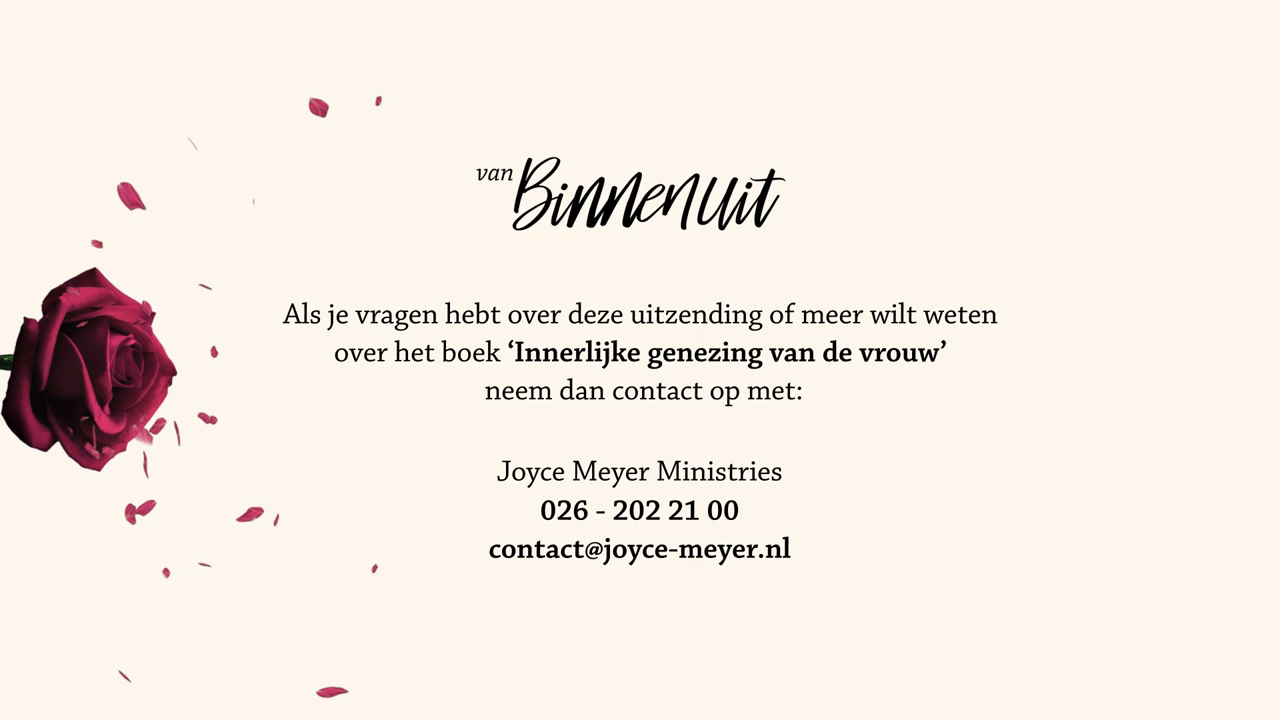 van Binnenuit
Als je vragen hebt over deze uitzending of meer wilt weten
over het boek ‘Innerlijke genezing van de vrouw’
neem dan contact op met:
Joyce Meyer Ministries
026 - 202 21 00
contact@joyce-meyer.nl